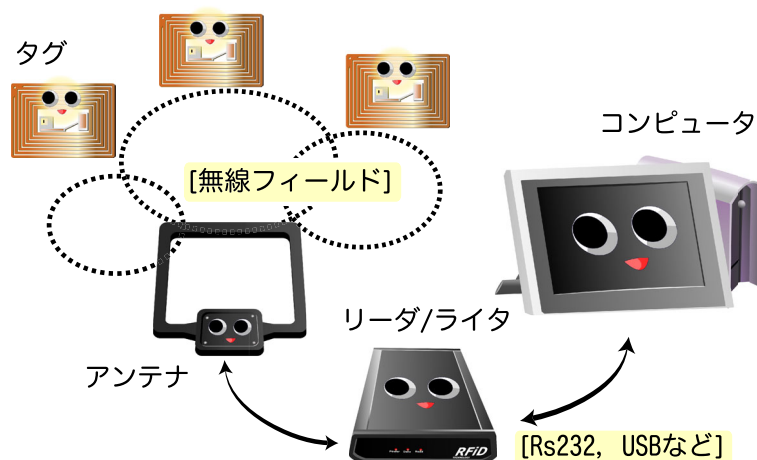 タグ
コンピュータ
[無線フィールド]
リーダ/ライタ
アンテナ
RFiD
[Rs232, USBなど]